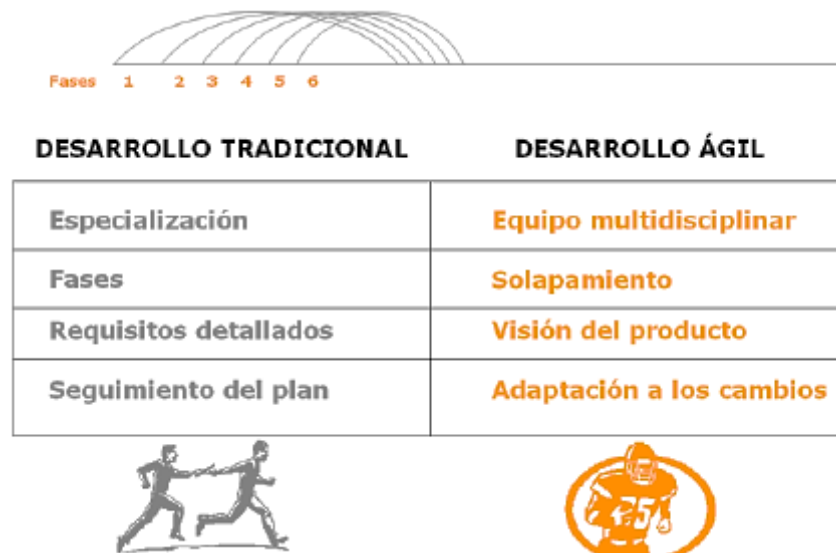 Fases 1 2 3 4 5 6
DESARROLLO TRADICIONAL DESARROLLO ÁGIL
Especialización Equipo multidisciplinar
Fases Solapamiento
Requisitos detallados Visión del producto
Seguimiento del plan Adaptación a los cambios
25